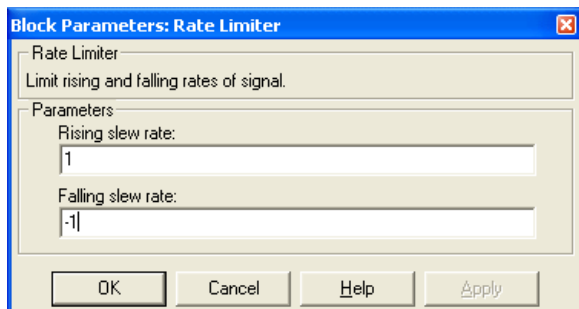 Block Parameters: Rate Limiter
Rate Limiter
Limit rising and falling rates of signal.
Parameters
Rising slew rate:
1
Falling slew rate:
-1
OK Cancel Help Apply